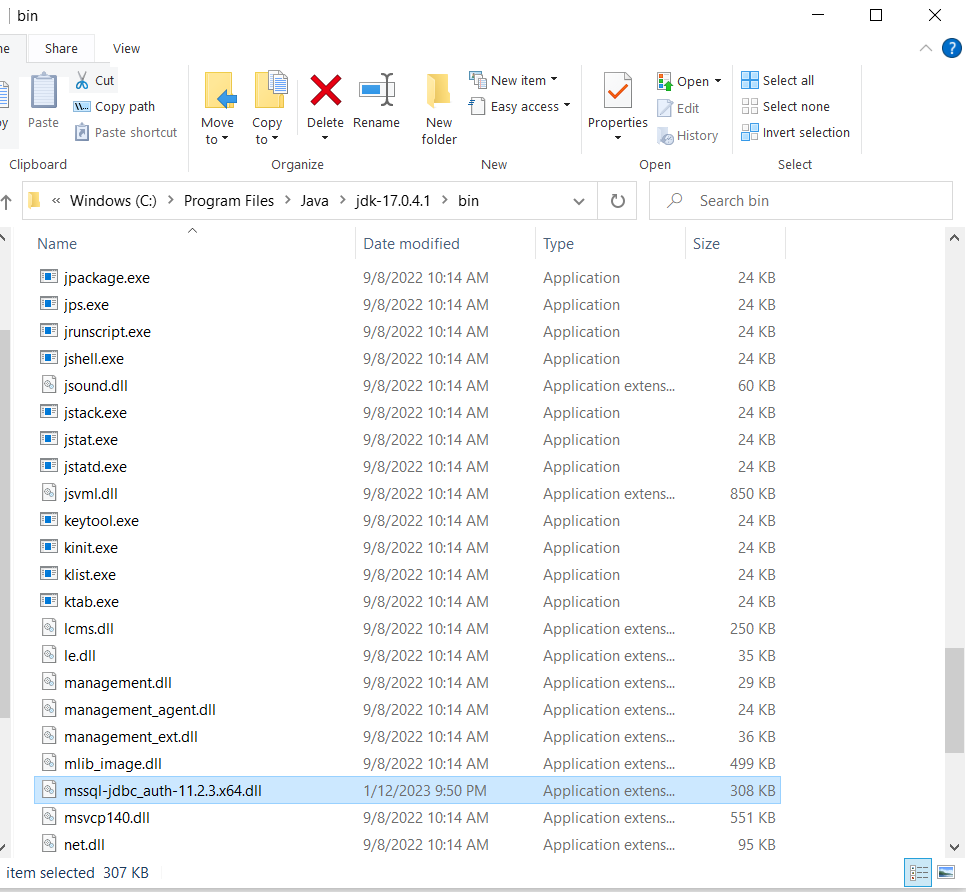 bin
ne Share View
?
Cut
Copy path
Paste shortcut
py Paste
Move to
Copy to
Delete Rename
New folder
New item
Easy access
Properties
Open
Edit
History
Select all
Select none
Invert selection
Clipboard Organize New Open Select
« Windows (C:) Program Files Java jdk-17.0.4.1 bin Search bin
Name Date modified Type Size
jpackage.exe 9/8/2022 10:14 AM Application 24 KB
jps.exe 9/8/2022 10:14 AM Application 24 KB
jrunscript.exe 9/8/2022 10:14 AM Application 24 KB
jshell.exe 9/8/2022 10:14 AM Application 24 KB
jsound.dll 9/8/2022 10:14 AM Application extens... 60 KB
jstack.exe 9/8/2022 10:14 AM Application 24 KB
jstat.exe 9/8/2022 10:14 AM Application 24 KB
jstatd.exe 9/8/2022 10:14 AM Application 24 KB
jsvml.dll 9/8/2022 10:14 AM Application extens... 850 KB
keytool.exe 9/8/2022 10:14 AM Application 24 KB
kinit.exe 9/8/2022 10:14 AM Application 24 KB
klist.exe 9/8/2022 10:14 AM Application 24 KB
ktab.exe 9/8/2022 10:14 AM Application 24 KB
lcms.dll 9/8/2022 10:14 AM Application extens... 250 KB
le.dll 9/8/2022 10:14 AM Application extens... 35 KB
management.dll 9/8/2022 10:14 AM Application extens... 29 KB
management_agent.dll 9/8/2022 10:14 AM Application extens... 24 KB
management_ext.dll 9/8/2022 10:14 AM Application extens... 36 KB
mlib_image.dll 9/8/2022 10:14 AM Application extens... 499 KB
mssql-jdbc_auth-11.2.3.x64.dll 1/12/2023 9:50 PM Application extens... 308 KB
msvcp140.dll 9/8/2022 10:14 AM Application extens... 551 KB
net.dll 9/8/2022 10:14 AM Application extens... 95 KB
item selected 307 KB